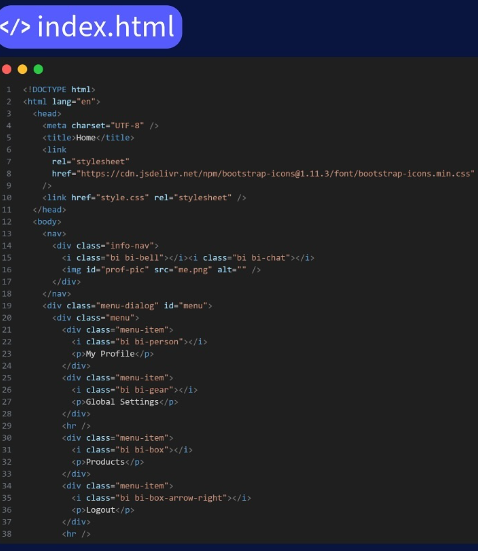 </> index.html
1 <!DOCTYPE html>
2 <html lang="en">
3 <head>
4 <meta charset="UTF-8" />
5 <title>Home</title>
6 <link
7 rel="stylesheet"
8 href="https://cdn.jsdelivr.net/npm/bootstrap-icons@1.11.3/font/bootstrap-icons.min.css"
9 />
10 <link href="style.css" rel="stylesheet" />
11 </head>
12 <body>
13 <nav>
14 <div class="info-nav">
15 <i class="bi bi-bell"></i><i class="bi bi-chat"></i>
16 <img id="prof-pic" src="me.png" alt="" />
17 </div>
18 </nav>
19 <div class="menu-dialog" id="menu">
20 <div class="menu">
21 <div class="menu-item">
22 <i class="bi bi-person"></i>
23 <p>My Profile</p>
24 </div>
25 <div class="menu-item">
26 <i class="bi bi-gear"></i>
27 <p>Global Settings</p>
28 </div>
29 <hr />
30 <div class="menu-item">
31 <i class="bi bi-box"></i>
32 <p>Products</p>
33 </div>
34 <div class="menu-item">
35 <i class="bi bi-box-arrow-right"></i>
36 <p>Logout</p>
37 </div>
38 <hr />